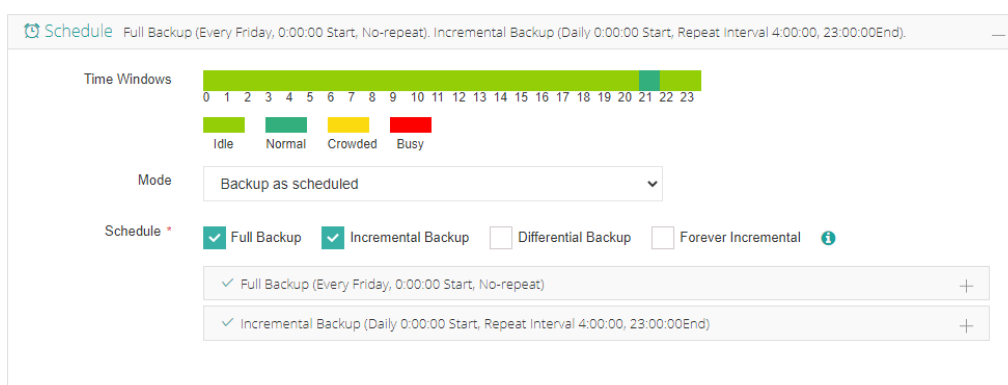 Schedule Full Backup (Every Friday, 0:00:00 Start, No-repeat). Incremental Backup (Daily 0:00:00 Start, Repeat Interval 4:00:00, 23:00:00End).
Time Windows
0 1 2 3 4 5 6 7 8 9 10 11 12 13 14 15 16 17 18 19 20 21 22 23
Idle Normal Crowded Busy
Mode Backup as scheduled
Schedule * Full Backup Incremental Backup Differential Backup Forever Incremental
Full Backup (Every Friday, 0:00:00 Start, No-repeat)
Incremental Backup (Daily 0:00:00 Start, Repeat Interval 4:00:00, 23:00:00End)